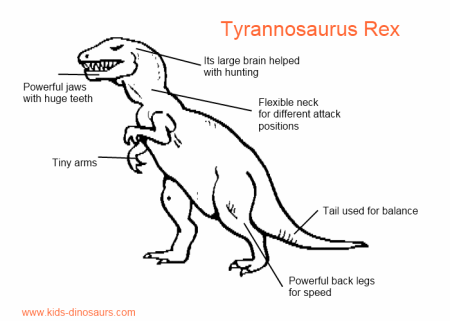 Tyrannosaurus Rex
Its large brain helped
with hunting
Powerful jaws
with huge teeth
Flexible neck
for different attack
positions
Tiny arms
Tail used for balance
Powerful back legs
for speed
www.kids-dinosaurs.com